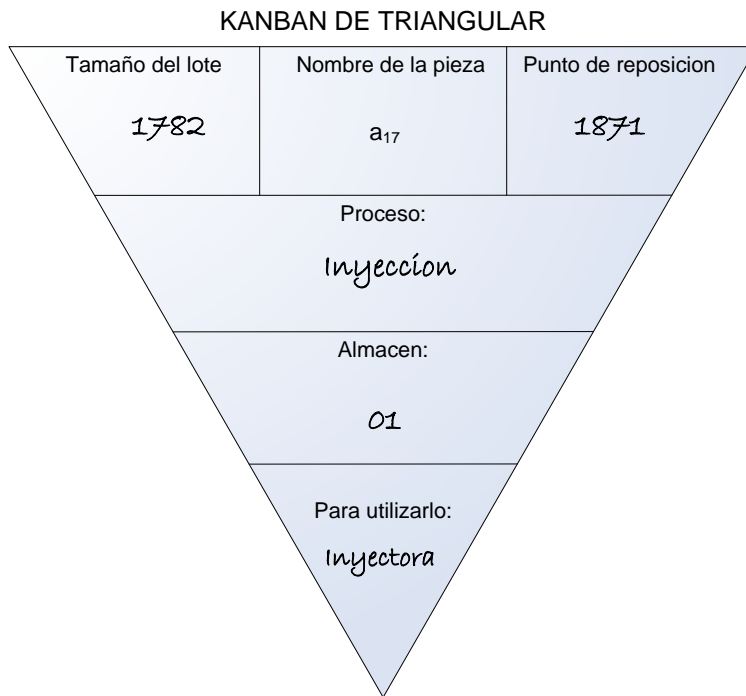 KANBAN DE TRIANGULAR
Tamaño del lote
Nombre de la pieza
Punto de reposicion
1782
a₁₇
1871
Proceso:
Inyeccion
Almacen:
01
Para utilizarlo:
Inyectora